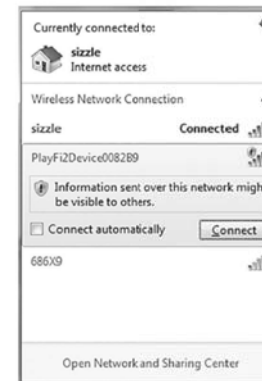 Currently connected to:
sizzle
Internet access
Wireless Network Connection
sizzle Connected
PlayFi2Device0082B9
Information sent over this network migh
be visible to others.
Connect automatically Connect
686X9
Open Network and Sharing Center